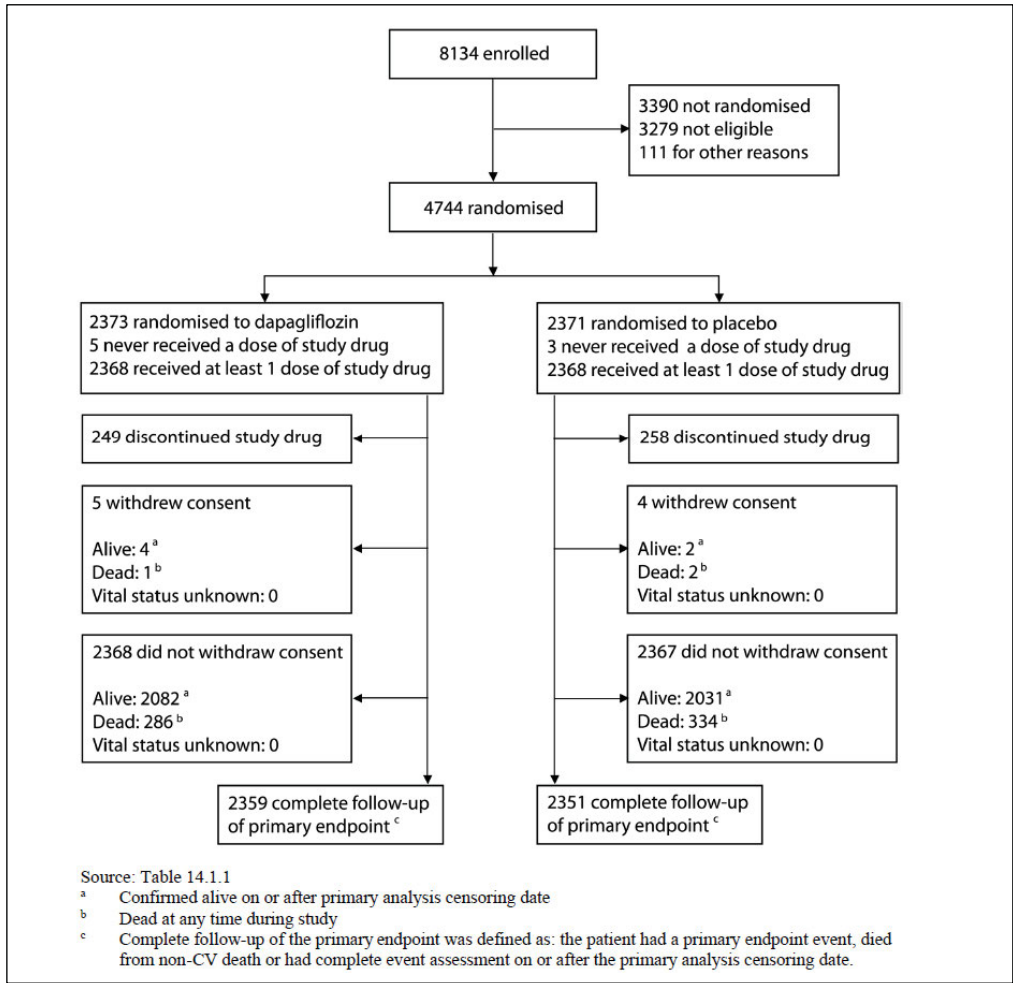 8134 enrolled
3390 not randomised
3279 not eligible
111 for other reasons
4744 randomised
2373 randomised to dapagliflozin
5 never received a dose of study drug
2368 received at least 1 dose of study drug
2371 randomised to placebo
3 never received a dose of study drug
2368 received at least 1 dose of study drug
249 discontinued study drug
258 discontinued study drug
5 withdrew consent
Alive: 4 a
Dead: 1 b
Vital status unknown: 0
4 withdrew consent
Alive: 2 a
Dead: 2 b
Vital status unknown: 0
2368 did not withdraw consent
Alive: 2082 a
Dead: 286 b
Vital status unknown: 0
2367 did not withdraw consent
Alive: 2031 a
Dead: 334 b
Vital status unknown: 0
2359 complete follow-up
of primary endpoint c
2351 complete follow-up
of primary endpoint c
Source: Table 14.1.1
a Confirmed alive on or after primary analysis censoring date
b Dead at any time during study
c Complete follow-up of the primary endpoint was defined as: the patient had a primary endpoint event, died
from non-CV death or had complete event assessment on or after the primary analysis censoring date.